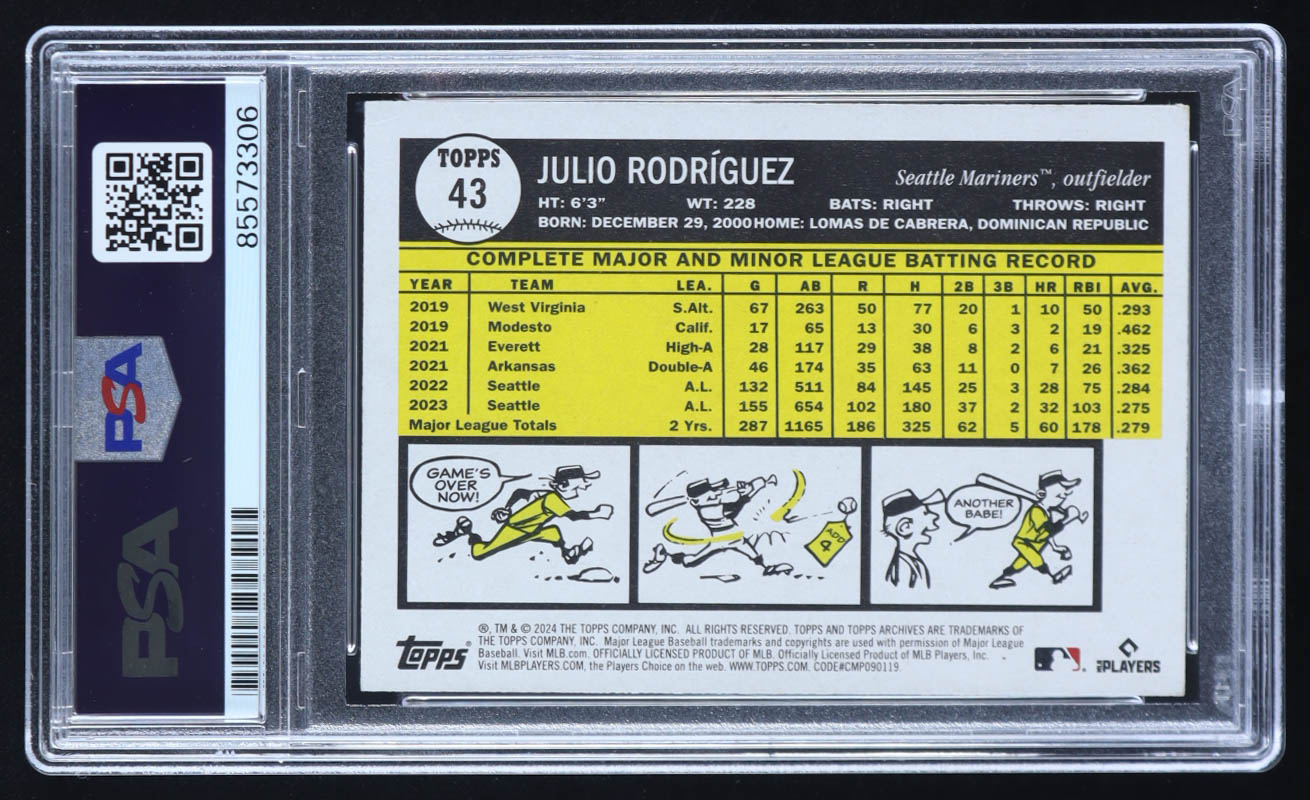 85573306
PSA
PSA
PSA
TOPPS
43
JULIO RODRÍGUEZ
Seattle Mariners™, outfielder
HT: 6'3" WT: 228 BATS: RIGHT THROWS: RIGHT
BORN: DECEMBER 29, 2000 HOME: LOMAS DE CABRERA, DOMINICAN REPUBLIC
COMPLETE MAJOR AND MINOR LEAGUE BATTING RECORD
YEAR TEAM LEA. G AB R H 2B 3B HR RBI AVG.
2019 West Virginia S.Alt. 67 263 50 77 20 1 10 50 .293
2019 Modesto Calif. 17 65 13 30 6 3 2 19 .462
2021 Everett High-A 28 117 29 38 8 2 6 21 .325
2021 Arkansas Double-A 46 174 35 63 11 0 7 26 .362
2022 Seattle A.L. 132 511 84 145 25 3 28 75 .284
2023 Seattle A.L. 155 654 102 180 37 2 32 103 .275
Major League Totals 2 Yrs. 287 1165 186 325 62 5 60 178 .279
GAME'S
OVER
NOW!
ADD
4
ANOTHER
BABE!
®, TM & © 2024 THE TOPPS COMPANY, INC. ALL RIGHTS RESERVED. TOPPS AND TOPPS ARCHIVES ARE TRADEMARKS OF
THE TOPPS COMPANY, INC. Major League Baseball trademarks and copyrights are used with permission of Major League
Baseball. Visit MLB.com. OFFICIALLY LICENSED PRODUCT OF MLB. Officially Licensed Product of MLB Players, Inc.
Visit MLBPLAYERS.COM, the Players Choice on the web. WWW.TOPPS.COM. CODE#CMP090119.
topps®
PLAYERS